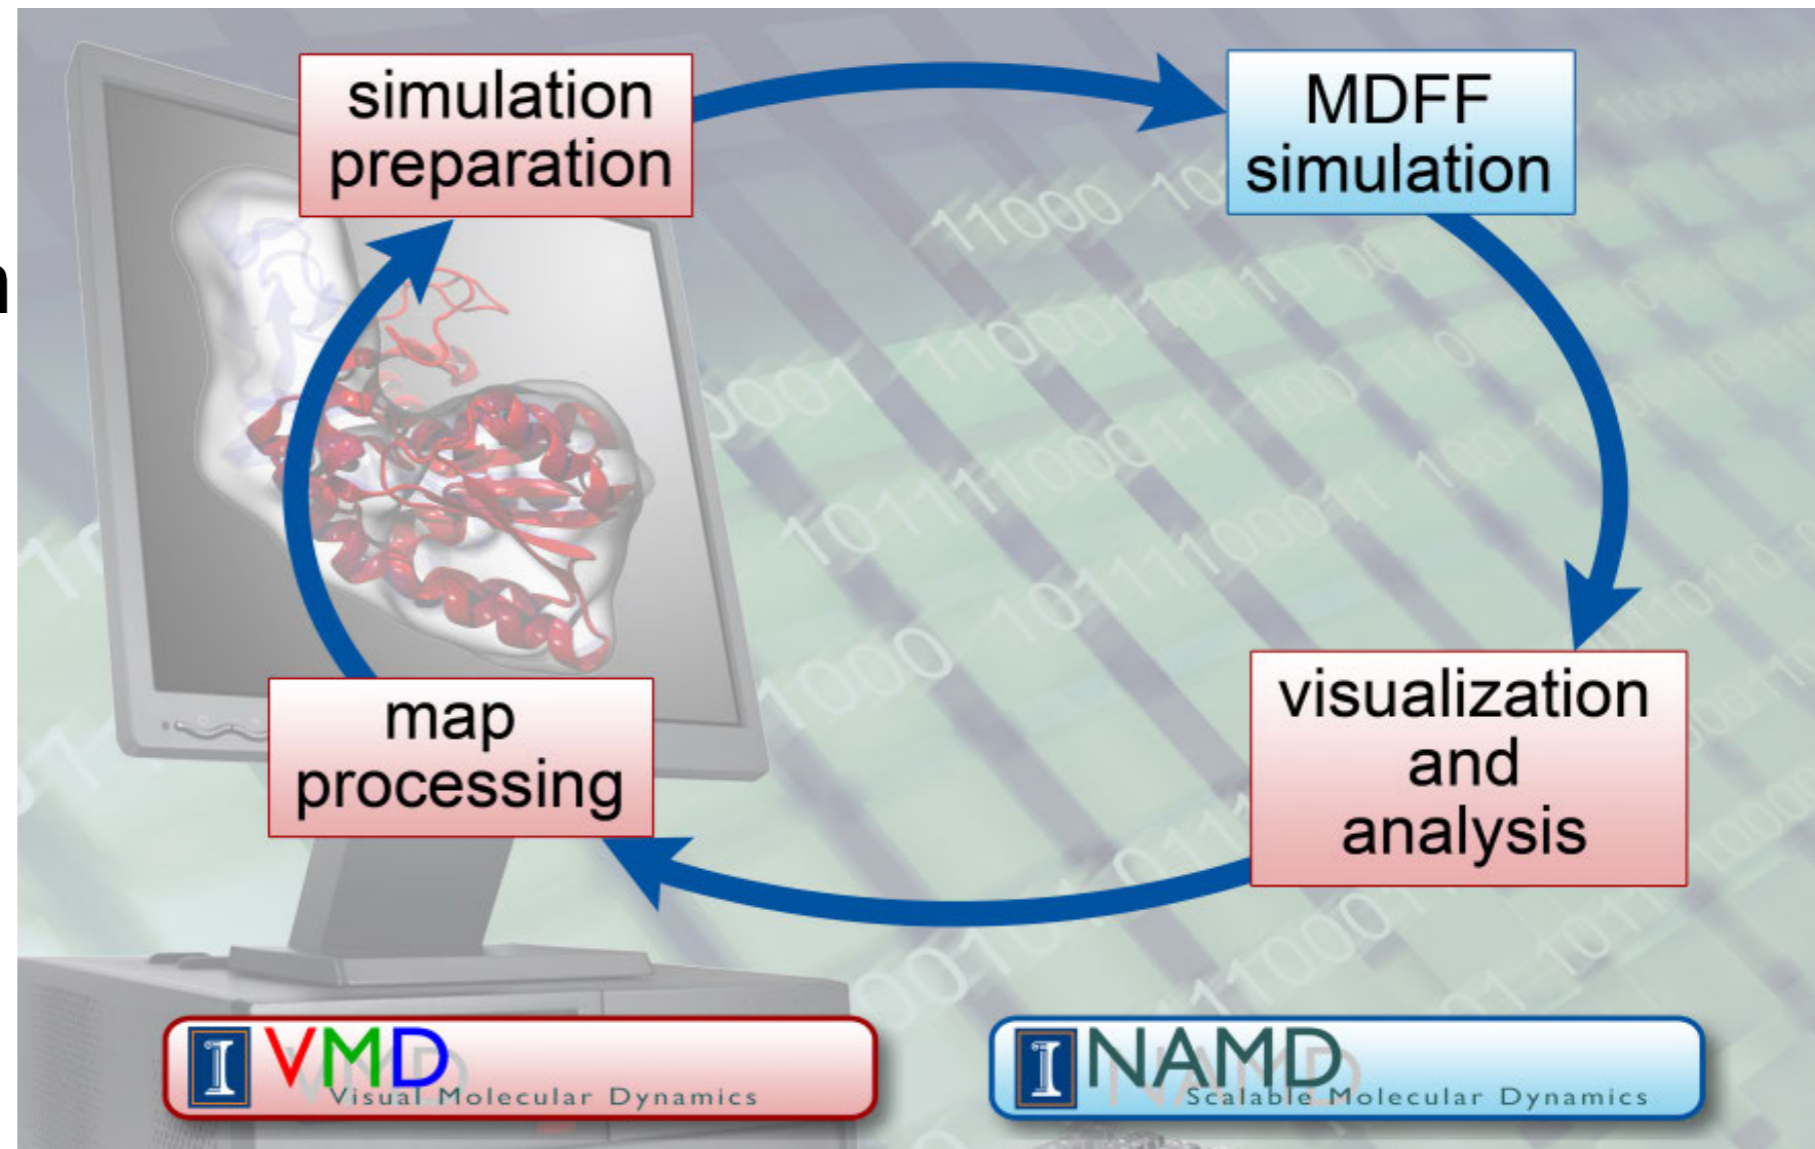 simulation
preparation
MDFF
simulation
n
map
processing
visualization
and
analysis
I VMD
Visual Molecular Dynamics
I NAMD
Scalable Molecular Dynamics